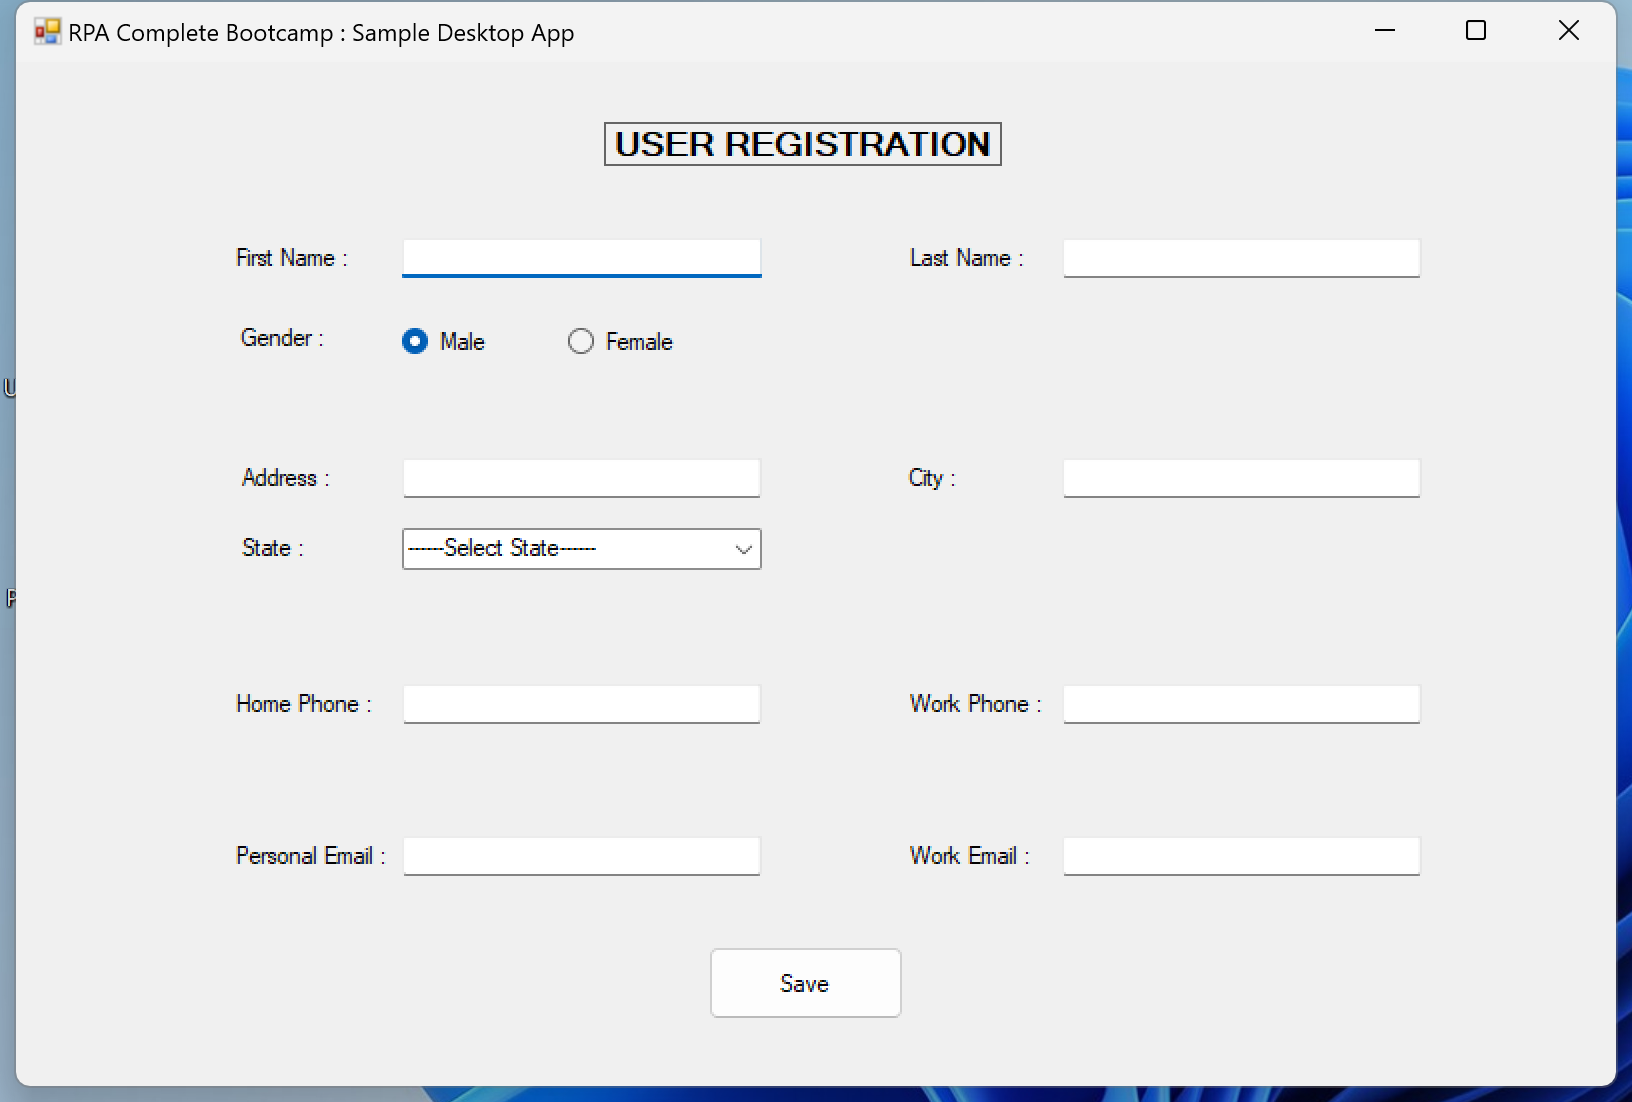 RPA Complete Bootcamp : Sample Desktop App
USER REGISTRATION
First Name :
Last Name :
Gender :
Male
Female
U
Address :
City :
State :
------Select State------
P
Home Phone :
Work Phone :
Personal Email :
Work Email :
Save